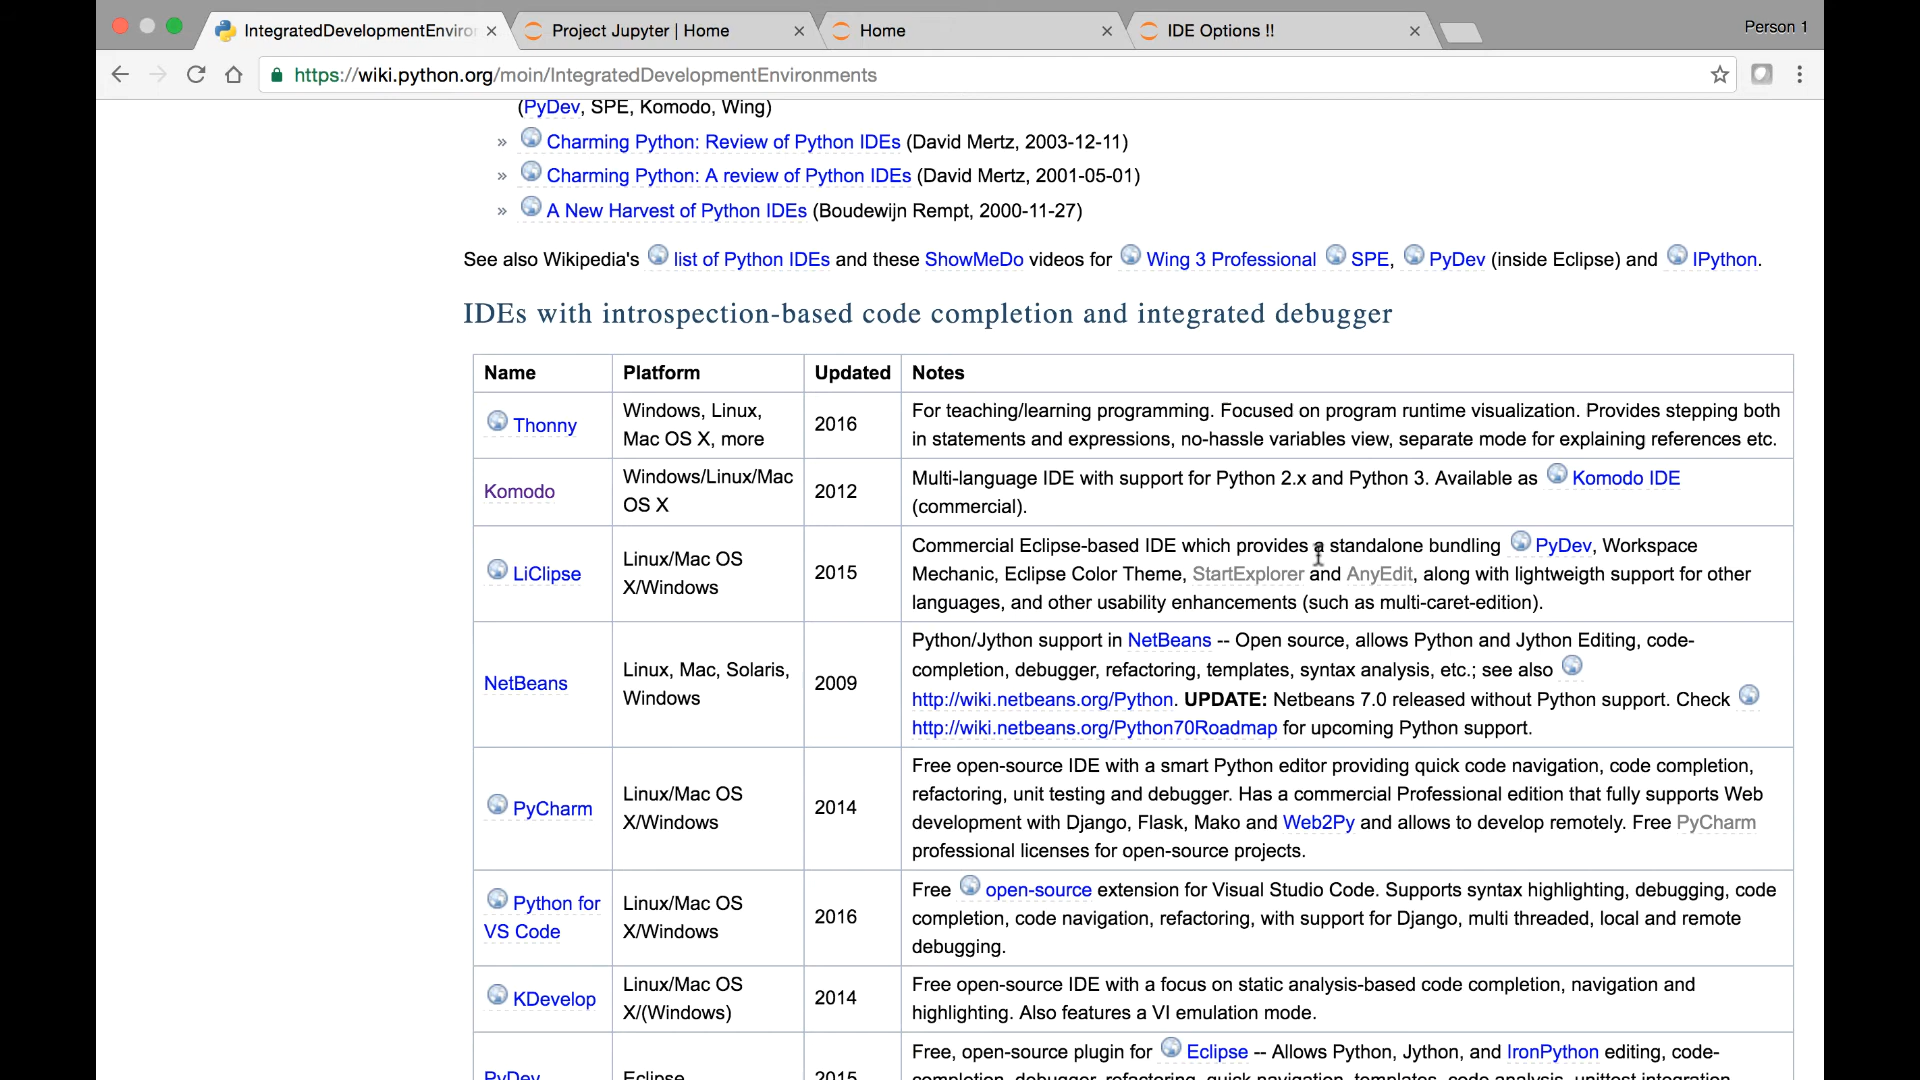 IntegratedDevelopmentEnviro
Project Jupyter | Home
Home
IDE Options !!
Person 1
https://wiki.python.org/moin/IntegratedDevelopmentEnvironments
(PyDev, SPE, Komodo, Wing)
» Charming Python: Review of Python IDEs (David Mertz, 2003-12-11)
» Charming Python: A review of Python IDEs (David Mertz, 2001-05-01)
» A New Harvest of Python IDEs (Boudewijn Rempt, 2000-11-27)
See also Wikipedia's list of Python IDEs and these ShowMeDo videos for Wing 3 Professional SPE, PyDev (inside Eclipse) and IPython.
IDEs with introspection-based code completion and integrated debugger
Name Platform Updated Notes
Thonny
Windows, Linux,
Mac OS X, more
2016
For teaching/learning programming. Focused on program runtime visualization. Provides stepping both
in statements and expressions, no-hassle variables view, separate mode for explaining references etc.
Komodo
Windows/Linux/Mac
OS X
2012
Multi-language IDE with support for Python 2.x and Python 3. Available as Komodo IDE
(commercial).
LiClipse
Linux/Mac OS
X/Windows
2015
Commercial Eclipse-based IDE which provides a standalone bundling PyDev, Workspace
Mechanic, Eclipse Color Theme, StartExplorer and AnyEdit, along with lightweigth support for other
languages, and other usability enhancements (such as multi-caret-edition).
NetBeans
Linux, Mac, Solaris,
Windows
2009
Python/Jython support in NetBeans -- Open source, allows Python and Jython Editing, code-
completion, debugger, refactoring, templates, syntax analysis, etc.; see also
http://wiki.netbeans.org/Python. UPDATE: Netbeans 7.0 released without Python support. Check
http://wiki.netbeans.org/Python70Roadmap for upcoming Python support.
PyCharm
Linux/Mac OS
X/Windows
2014
Free open-source IDE with a smart Python editor providing quick code navigation, code completion,
refactoring, unit testing and debugger. Has a commercial Professional edition that fully supports Web
development with Django, Flask, Mako and Web2Py and allows to develop remotely. Free PyCharm
professional licenses for open-source projects.
Python for
VS Code
Linux/Mac OS
X/Windows
2016
Free open-source extension for Visual Studio Code. Supports syntax highlighting, debugging, code
completion, code navigation, refactoring, with support for Django, multi threaded, local and remote
debugging.
KDevelop
Linux/Mac OS
X/(Windows)
2014
Free open-source IDE with a focus on static analysis-based code completion, navigation and
highlighting. Also features a VI emulation mode.
PyDev
Eclipse
2015
Free, open-source plugin for Eclipse -- Allows Python, Jython, and IronPython editing, code-
completion, debugger, refactoring, quick navigation, templates, code analysis, unittest integration